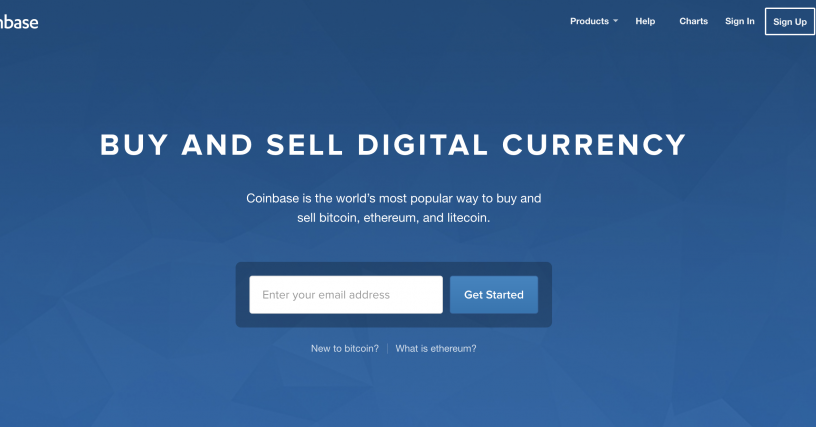 nbase
Products Help Charts Sign In Sign Up
BUY AND SELL DIGITAL CURRENCY
Coinbase is the world's most popular way to buy and
sell bitcoin, ethereum, and litecoin.
Enter your email address Get Started
New to bitcoin? What is ethereum?